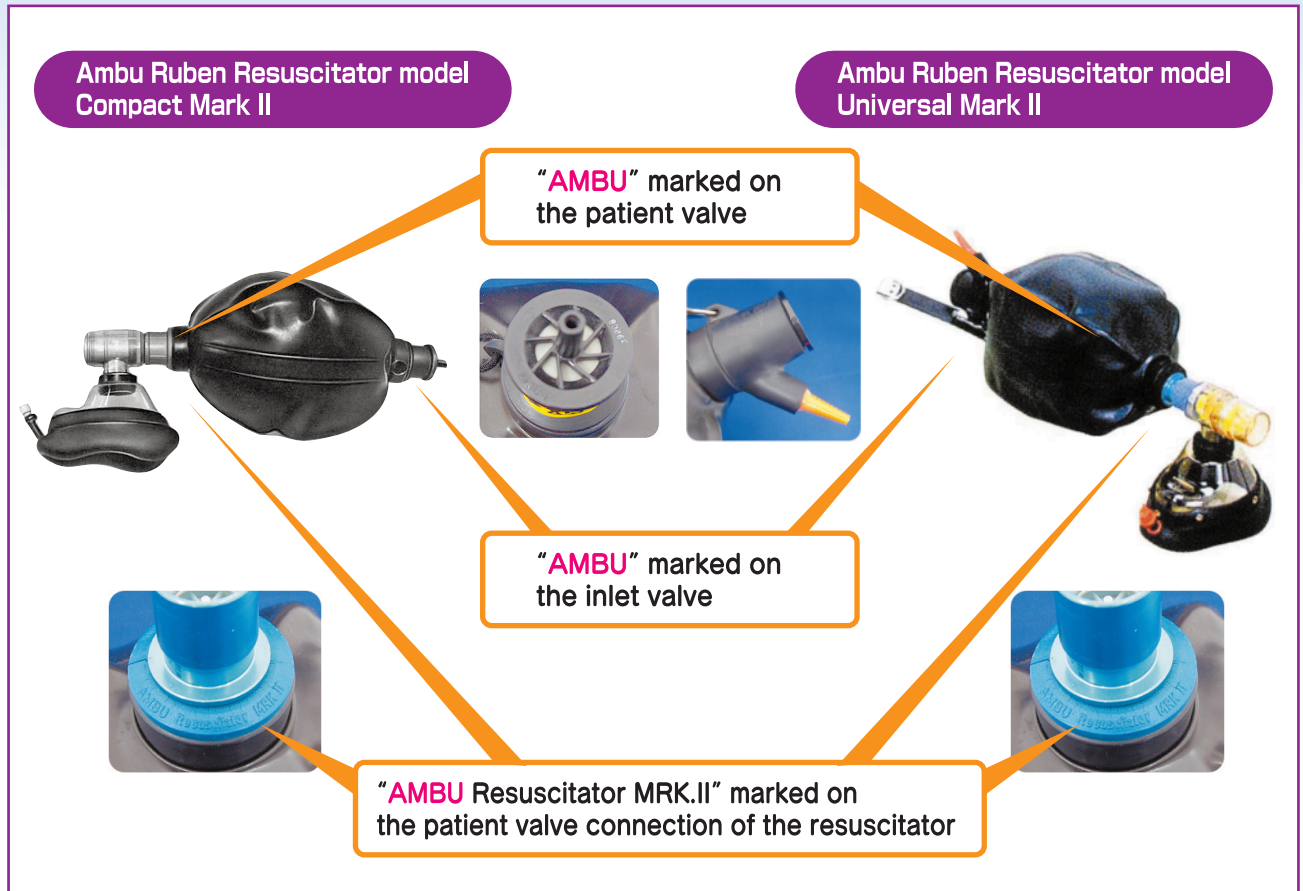 Ambu Ruben Resuscitator model
Compact Mark II
Ambu Ruben Resuscitator model
Universal Mark II
“AMBU” marked on
the patient valve
“AMBU” marked on
the inlet valve
AMBU Resuscitator MRK II
AMBU Resuscitator MRK II
“AMBU Resuscitator MRK.II” marked on
the patient valve connection of the resuscitator